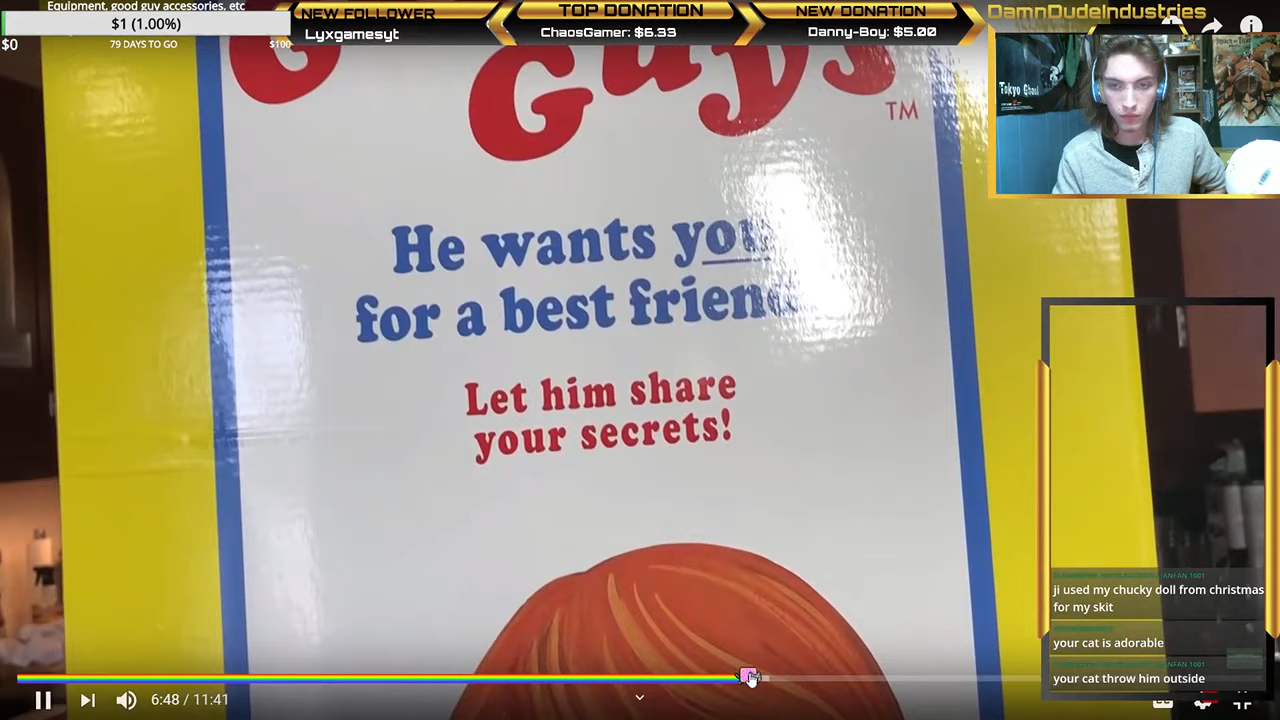 Equipment, good guy accessories, etc
$1 (1.00%)
$0
79 DAYS TO GO
$100
NEW FOLLOWER
Lyxgamesyt
TOP DONATION
ChaosGamer: $6.33
NEW DONATION
Danny-Boy: $5.00
DamnDudeIndustries
Tokyo Ghoul
Guys
TM
He wants you
for a best friend
Let him share
your secrets!
ji used my chucky doll from christmas
for my skit
your cat is adorable
your cat throw him outside
6:48 / 11:41
CC